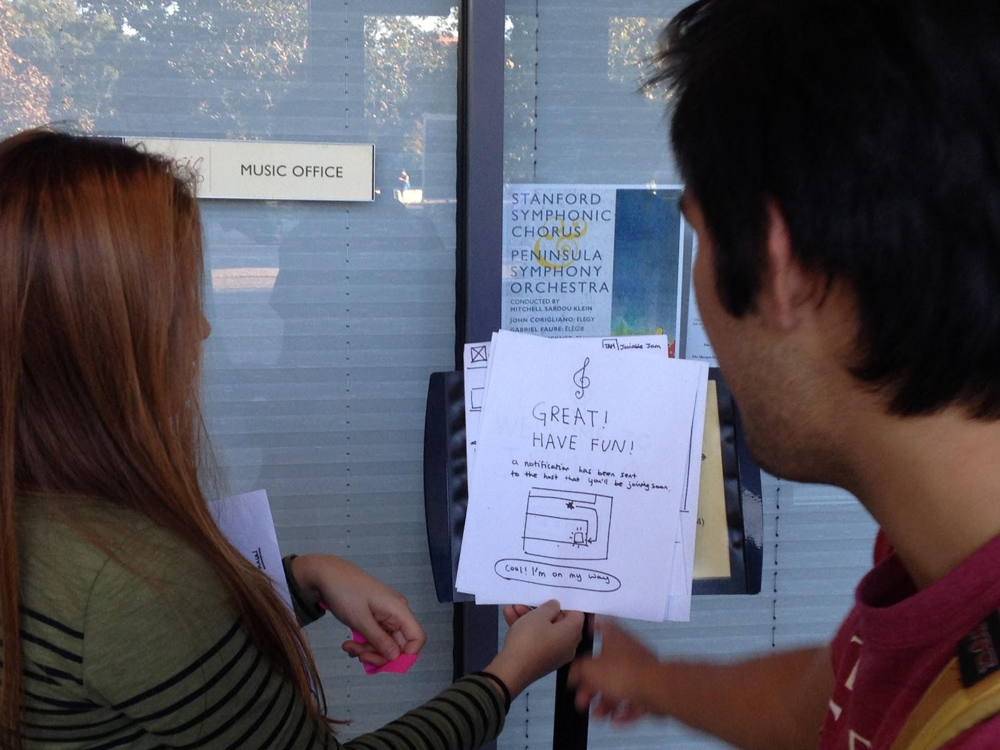 MUSIC OFFICE
STANFORD
SYMPHONIC
CHORUS
&
PENINSULA
SYMPHONY
ORCHESTRA
CONDUCTED BY
MITCHELL SARDOU KLEIN
JOHN CORIGLIANO: ELEGY
GABRIEL FAURÉ: ÉLÉGIE
JAM Joinable Jam
GREAT!
HAVE FUN!
a notification has been sent
to the host that you'll be joining soon.
Cool! I'm on my way